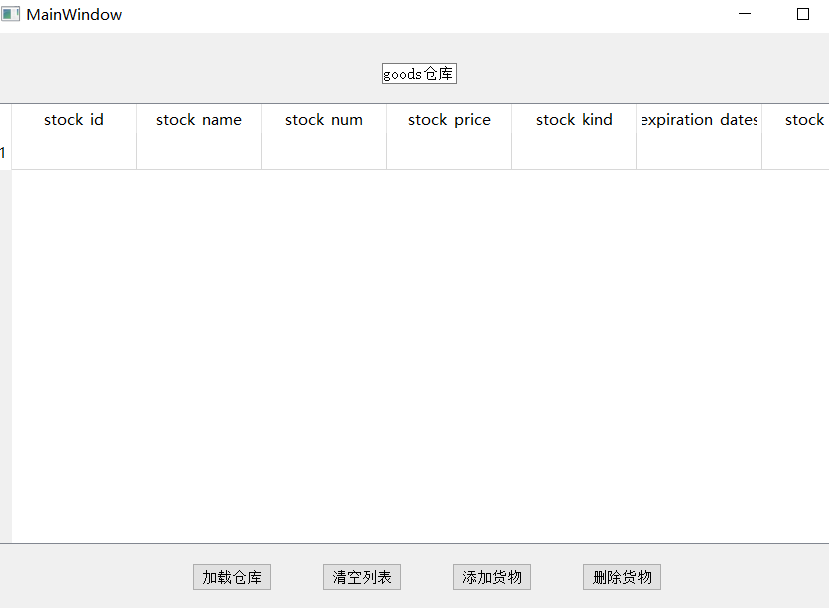 MainWindow
goods仓库
stock id stock name stock num stock price stock kind expiration dates stock
1
加载仓库 清空列表 添加货物 删除货物